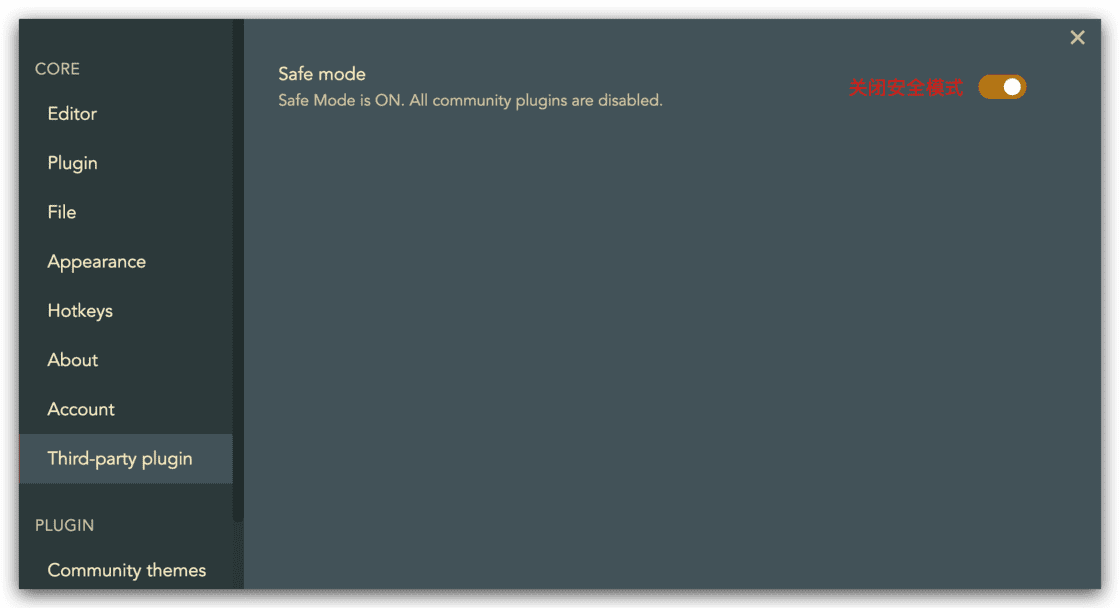 CORE
Editor
Plugin
File
Appearance
Hotkeys
About
Account
Third-party plugin
PLUGIN
Community themes
Safe mode
Safe Mode is ON. All community plugins are disabled.
关闭安全模式